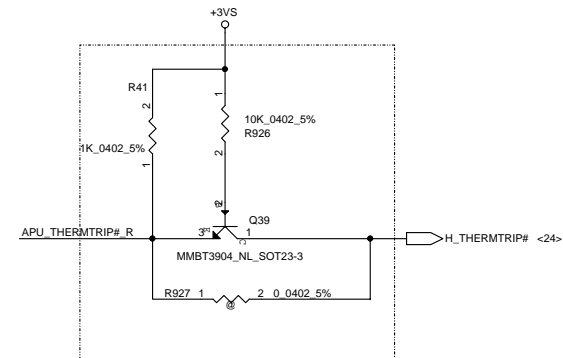 +3VS
R41
2
1
1K_0402_5%
10K_0402_5%
R926
2
1
2
Q39
APU_THERMTRIP#_R
3
E
1
C
H_THERMTRIP# <24>
MMBT3904_NL_SOT23-3
R927 1
2 0_0402_5%
@